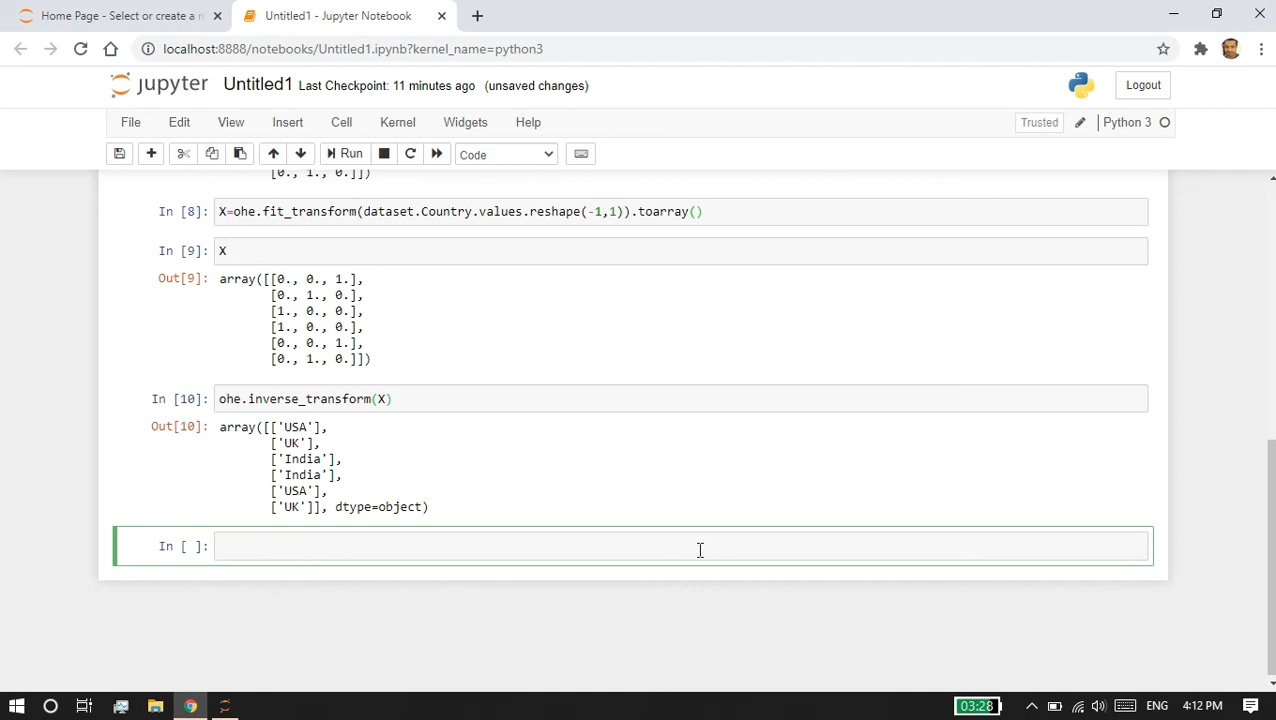 Home Page - Select or create a n
Untitled1 - Jupyter Notebook
localhost:8888/notebooks/Untitled1.ipynb?kernel_name=python3
jupyter Untitled1 Last Checkpoint: 11 minutes ago (unsaved changes)
Logout
File Edit View Insert Cell Kernel Widgets Help
Trusted Python 3
Run Code
[0., 1., 0.]])
In [8]: X=ohe.fit_transform(dataset.Country.values.reshape(-1,1)).toarray()
In [9]: X
Out[9]: array([[0., 0., 1.],
[0., 1., 0.],
[1., 0., 0.],
[1., 0., 0.],
[0., 0., 1.],
[0., 1., 0.]])
In [10]: ohe.inverse_transform(X)
Out[10]: array([['USA'],
['UK'],
['India'],
['India'],
['USA'],
['UK']], dtype=object)
In [ ]:
03:28 ENG 4:12 PM